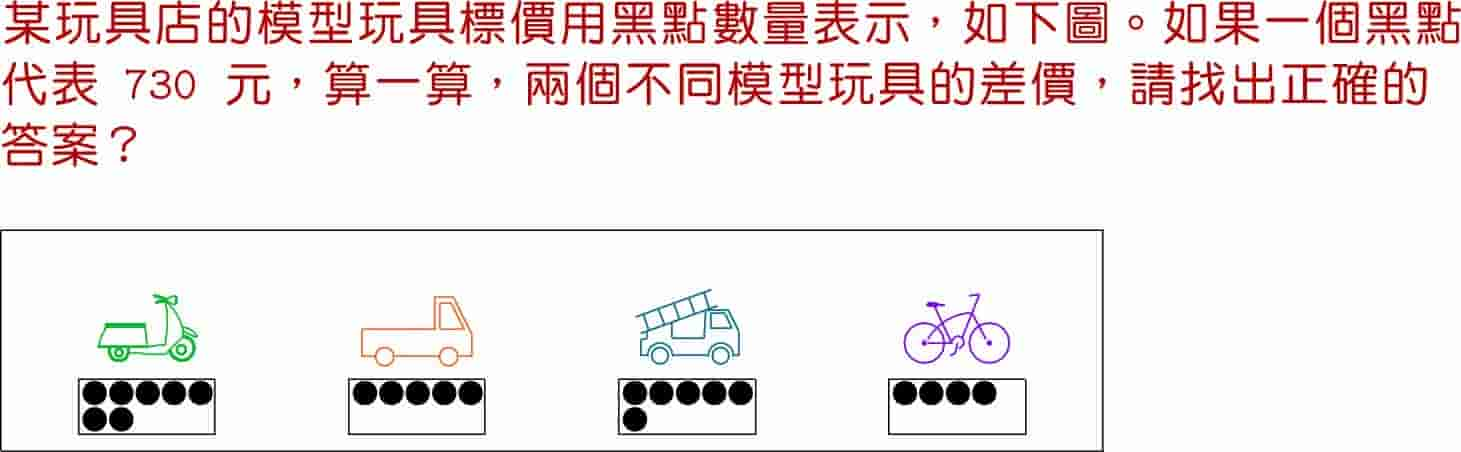 某玩具店的模型玩具標價用黑點數量表示，如下圖。如果一個黑點
代表 730 元，算一算，兩個不同模型玩具的差價，請找出正確的
答案？